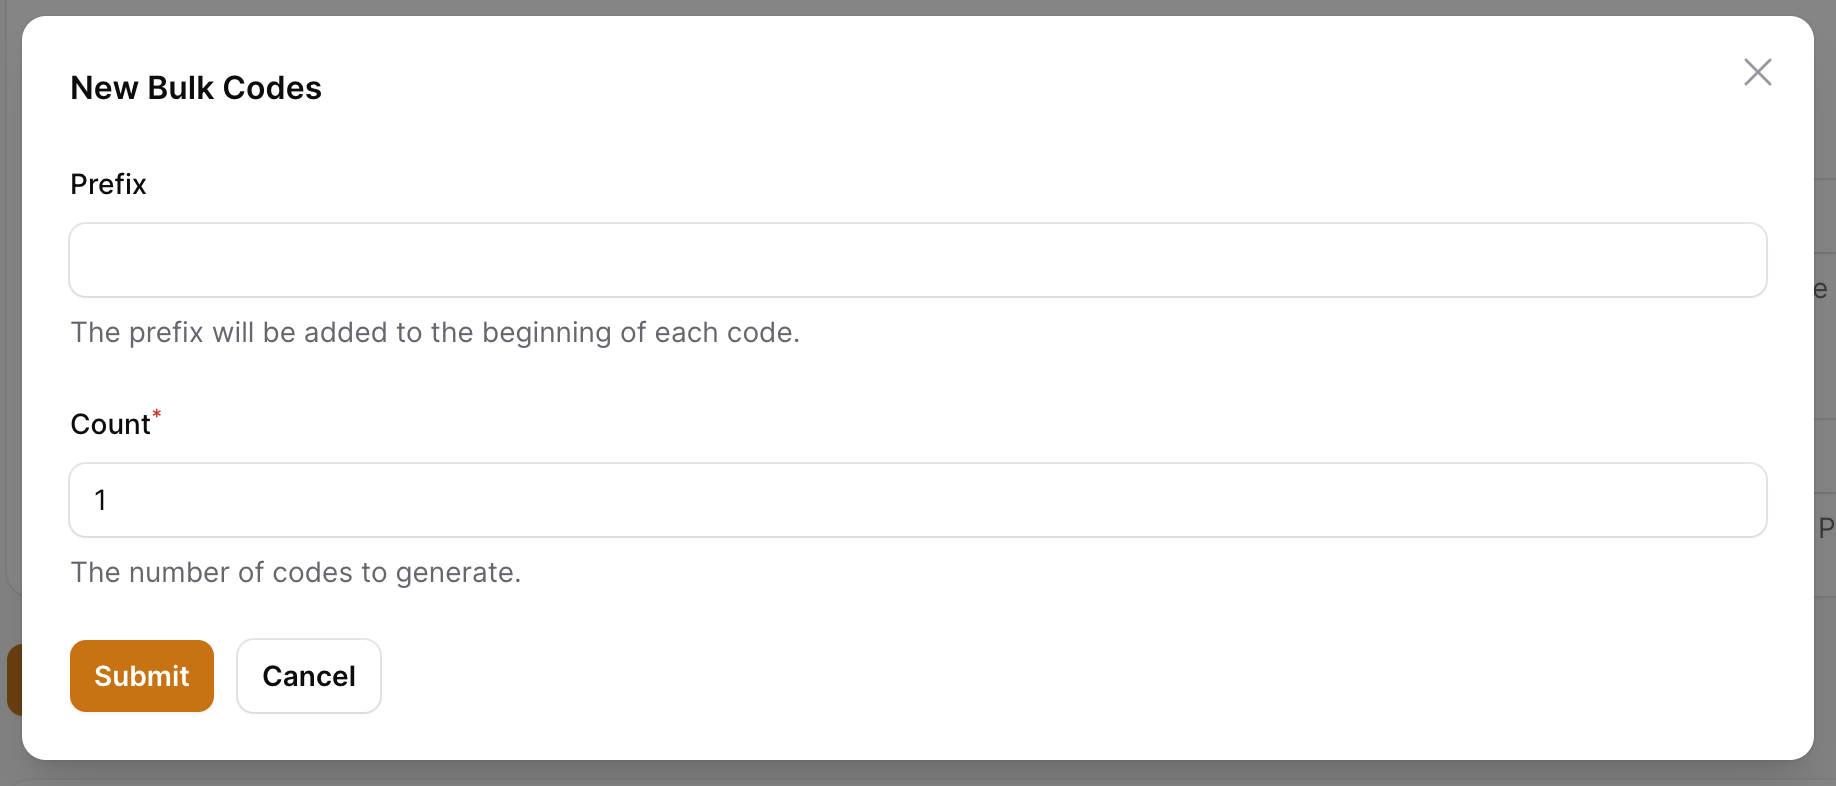 New Bulk Codes
Prefix
The prefix will be added to the beginning of each code.
e
Count*
1
P
The number of codes to generate.
Submit
Cancel